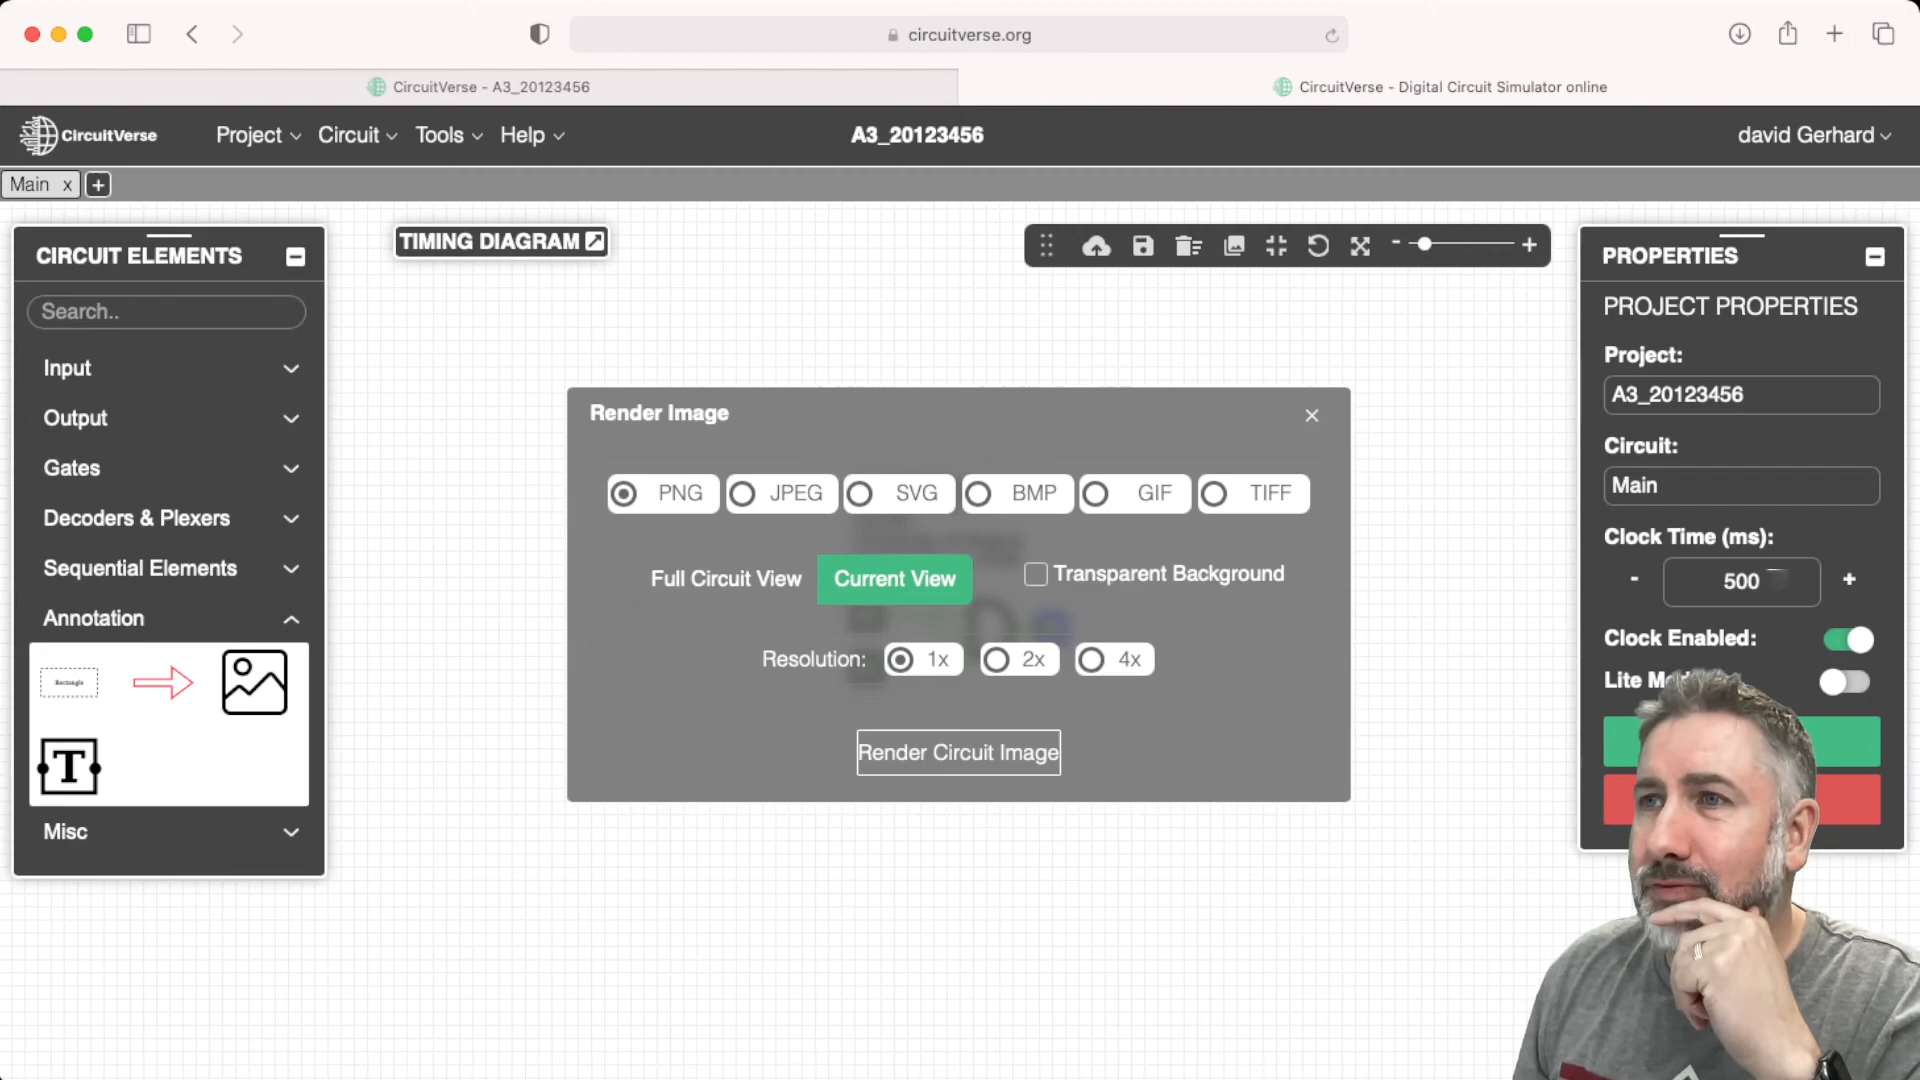 circuitverse.org
CircuitVerse - A3_20123456
CircuitVerse - Digital Circuit Simulator online
CircuitVerse
Project
Circuit
Tools
Help
A3_20123456
david Gerhard
Main x
CIRCUIT ELEMENTS
Search..
Input
Output
Gates
Decoders & Plexers
Sequential Elements
Annotation
Rectangle
T
Misc
TIMING DIAGRAM
- +
Render Image
×
PNG JPEG SVG BMP GIF TIFF
Full Circuit View Current View Transparent Background
Resolution: 1x 2x 4x
Render Circuit Image
PROPERTIES
PROJECT PROPERTIES
Project:
A3_20123456
Circuit:
Main
Clock Time (ms):
- 500 +
Clock Enabled:
Lite